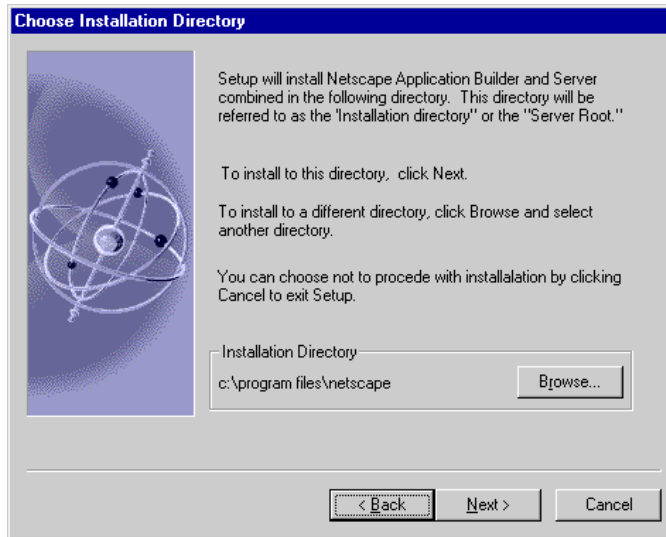 Choose Installation Directory
Setup will install Netscape Application Builder and Server
combined in the following directory.  This directory will be
referred to as the 'Installation directory" or the "Server Root."
To install to this directory,  click Next.
To install to a different directory, click Browse and select
another directory.
You can choose not to procede with installalation by clicking
Cancel to exit Setup.
Installation Directory
c:\program files\netscape
Browse...
< Back
Next >
Cancel